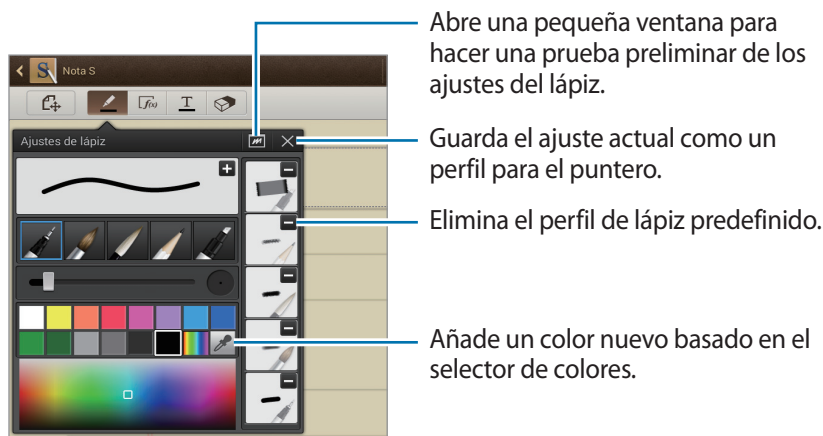 Abre una pequeña ventana para
hacer una prueba preliminar de los
ajustes del lápiz.
Nota S
Ajustes de lápiz
Guarda el ajuste actual como un
perfil para el puntero.
Elimina el perfil de lápiz predefinido.
Añade un color nuevo basado en el
selector de colores.